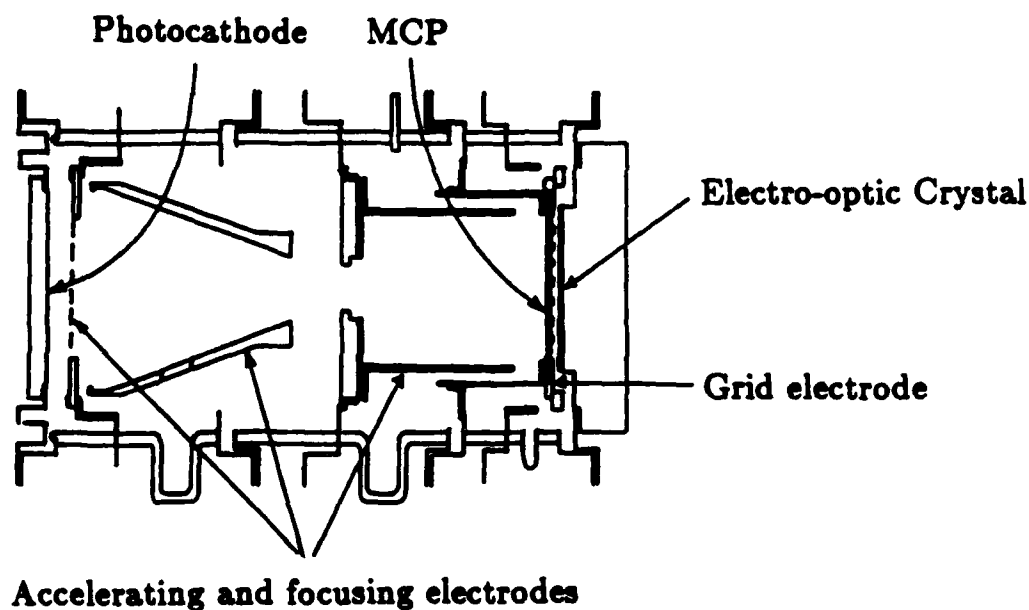 Photocathode
MCP
Electro-optic Crystal
Grid electrode
Accelerating and focusing electrodes